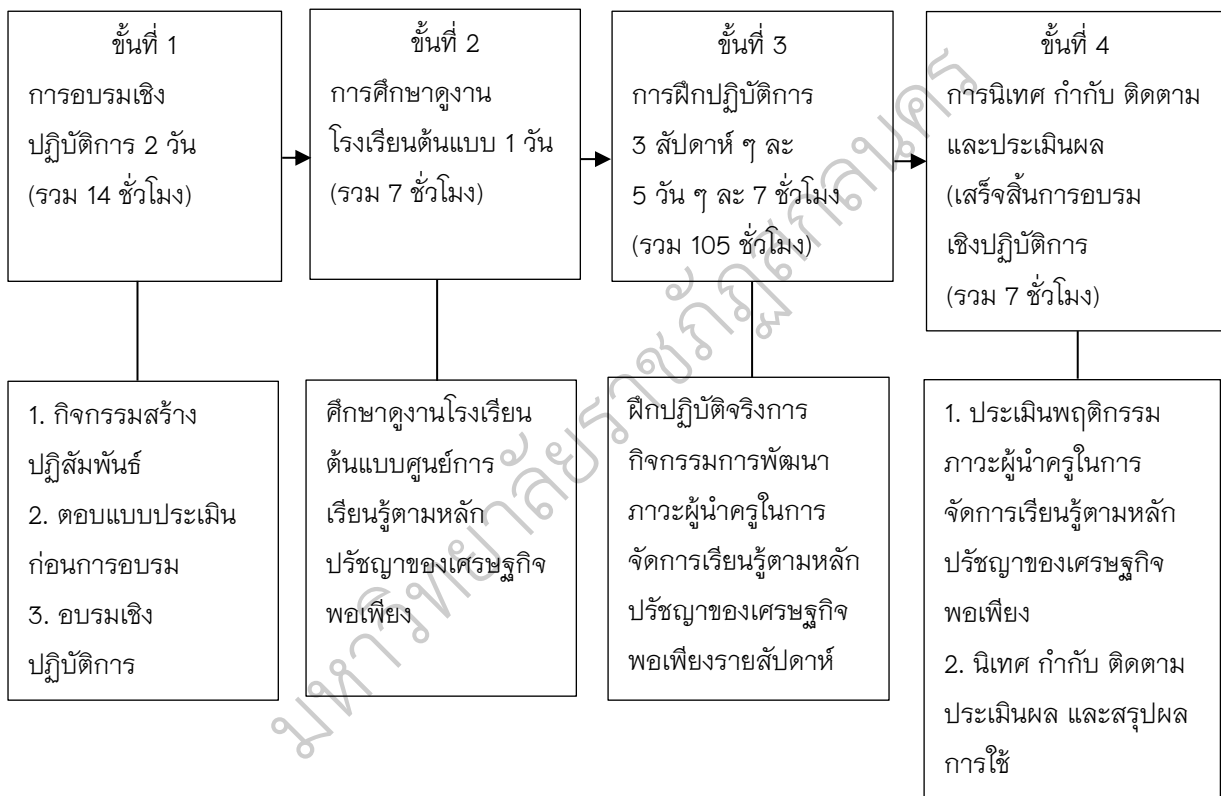 ขั้นที่ 1
การอบรมเชิง
ปฏิบัติการ 2 วัน
(รวม 14 ชั่วโมง)
ขั้นที่ 2
การศึกษาดูงาน
โรงเรียนต้นแบบ 1 วัน
(รวม 7 ชั่วโมง)
ขั้นที่ 3
การฝึกปฏิบัติการ
3 สัปดาห์ ๆ ละ
5 วัน ๆ ละ 7 ชั่วโมง
(รวม 105 ชั่วโมง)
ขั้นที่ 4
การนิเทศ กำกับ ติดตาม
และประเมินผล
(เสร็จสิ้นการอบรม
เชิงปฏิบัติการ
(รวม 7 ชั่วโมง)
1. กิจกรรมสร้าง
ปฏิสัมพันธ์
2. ตอบแบบประเมิน
ก่อนการอบรม
3. อบรมเชิง
ปฏิบัติการ
ศึกษาดูงานโรงเรียน
ต้นแบบศูนย์การ
เรียนรู้ตามหลัก
ปรัชญาของเศรษฐกิจ
พอเพียง
ฝึกปฏิบัติจริงการ
กิจกรรมการพัฒนา
ภาวะผู้นำครูในการ
จัดการเรียนรู้ตามหลัก
ปรัชญาของเศรษฐกิจ
พอเพียงรายสัปดาห์
1. ประเมินพฤติกรรม
ภาวะผู้นำครูในการ
จัดการเรียนรู้ตามหลัก
ปรัชญาของเศรษฐกิจ
พอเพียง
2. นิเทศ กำกับ ติดตาม
ประเมินผล และสรุปผล
การใช้
มหาวิทยาลัยราชภัฏสกลนคร